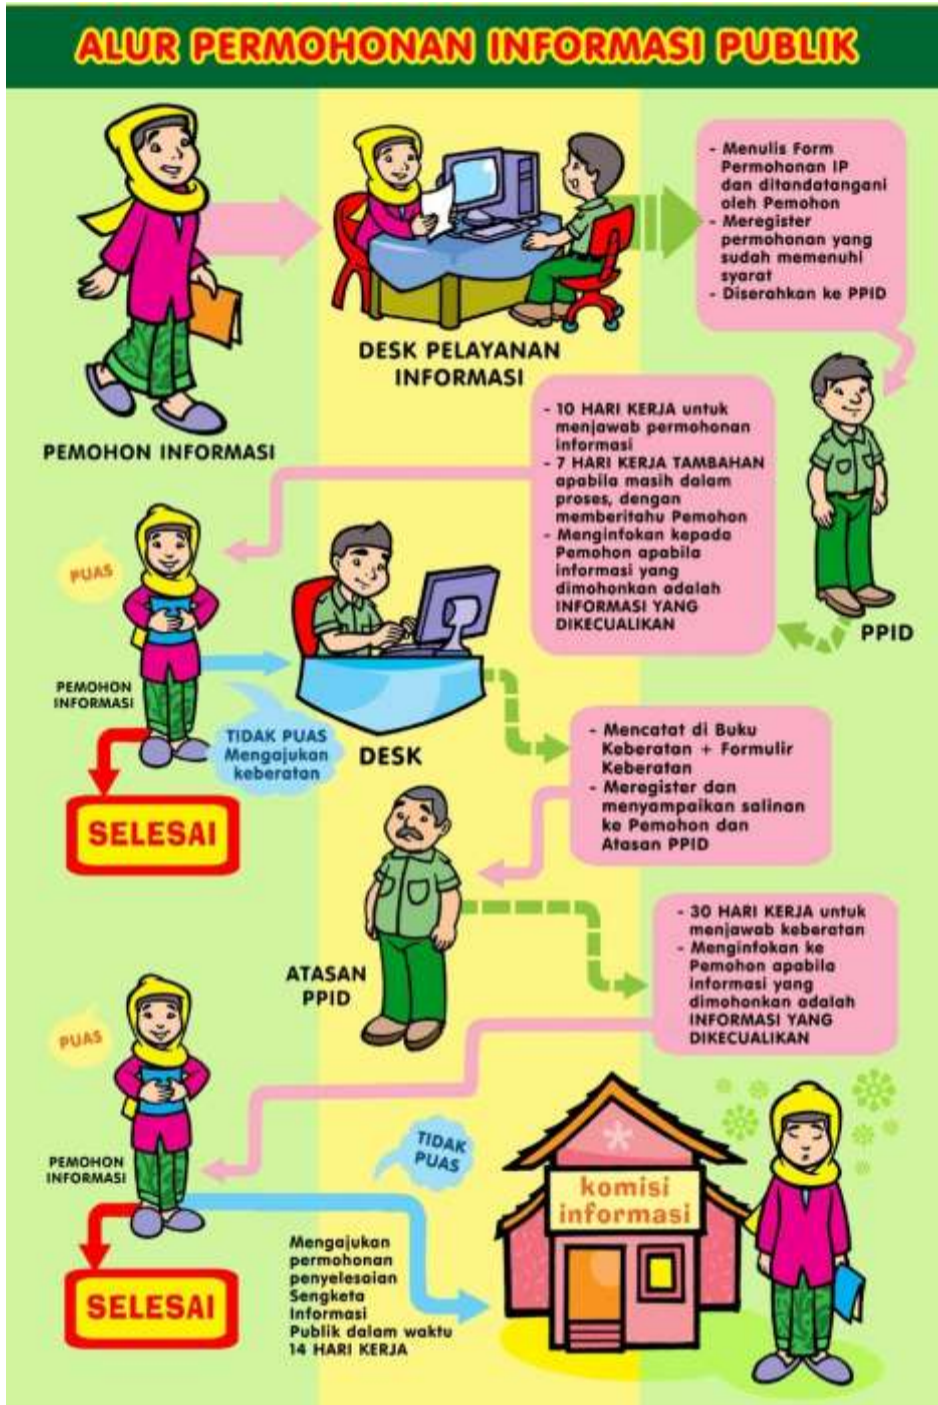 ALUR PERMOHONAN INFORMASI PUBLIK
PEMOHON INFORMASI
DESK PELAYANAN
INFORMASI
- Menulis Form
Permohonan IP
dan ditandatangani
oleh Pemohon
- Meregister
permohonan yang
sudah memenuhi
syarat
- Diserahkan ke PPID
PPID
- 10 HARI KERJA untuk
menjawab permohonan
informasi
- 7 HARI KERJA TAMBAHAN
apabila masih dalam
proses, dengan
memberitahu Pemohon
- Menginfokan kepada
Pemohon apabila
informasi yang
dimohonkan adalah
INFORMASI YANG
DIKECUALIKAN
PUAS
PEMOHON
INFORMASI
TIDAK PUAS
Mengajukan
keberatan
DESK
SELESAI
- Mencatat di Buku
Keberatan + Formulir
Keberatan
- Meregister dan
menyampaikan salinan
ke Pemohon dan
Atasan PPID
ATASAN
PPID
- 30 HARI KERJA untuk
menjawab keberatan
- Menginfokan ke
Pemohon apabila
informasi yang
dimohonkan adalah
INFORMASI YANG
DIKECUALIKAN
PUAS
PEMOHON
INFORMASI
TIDAK
PUAS
SELESAI
Mengajukan
permohonan
penyelesaian
Sengketa
Informasi
Publik dalam waktu
14 HARI KERJA
komisi
informasi